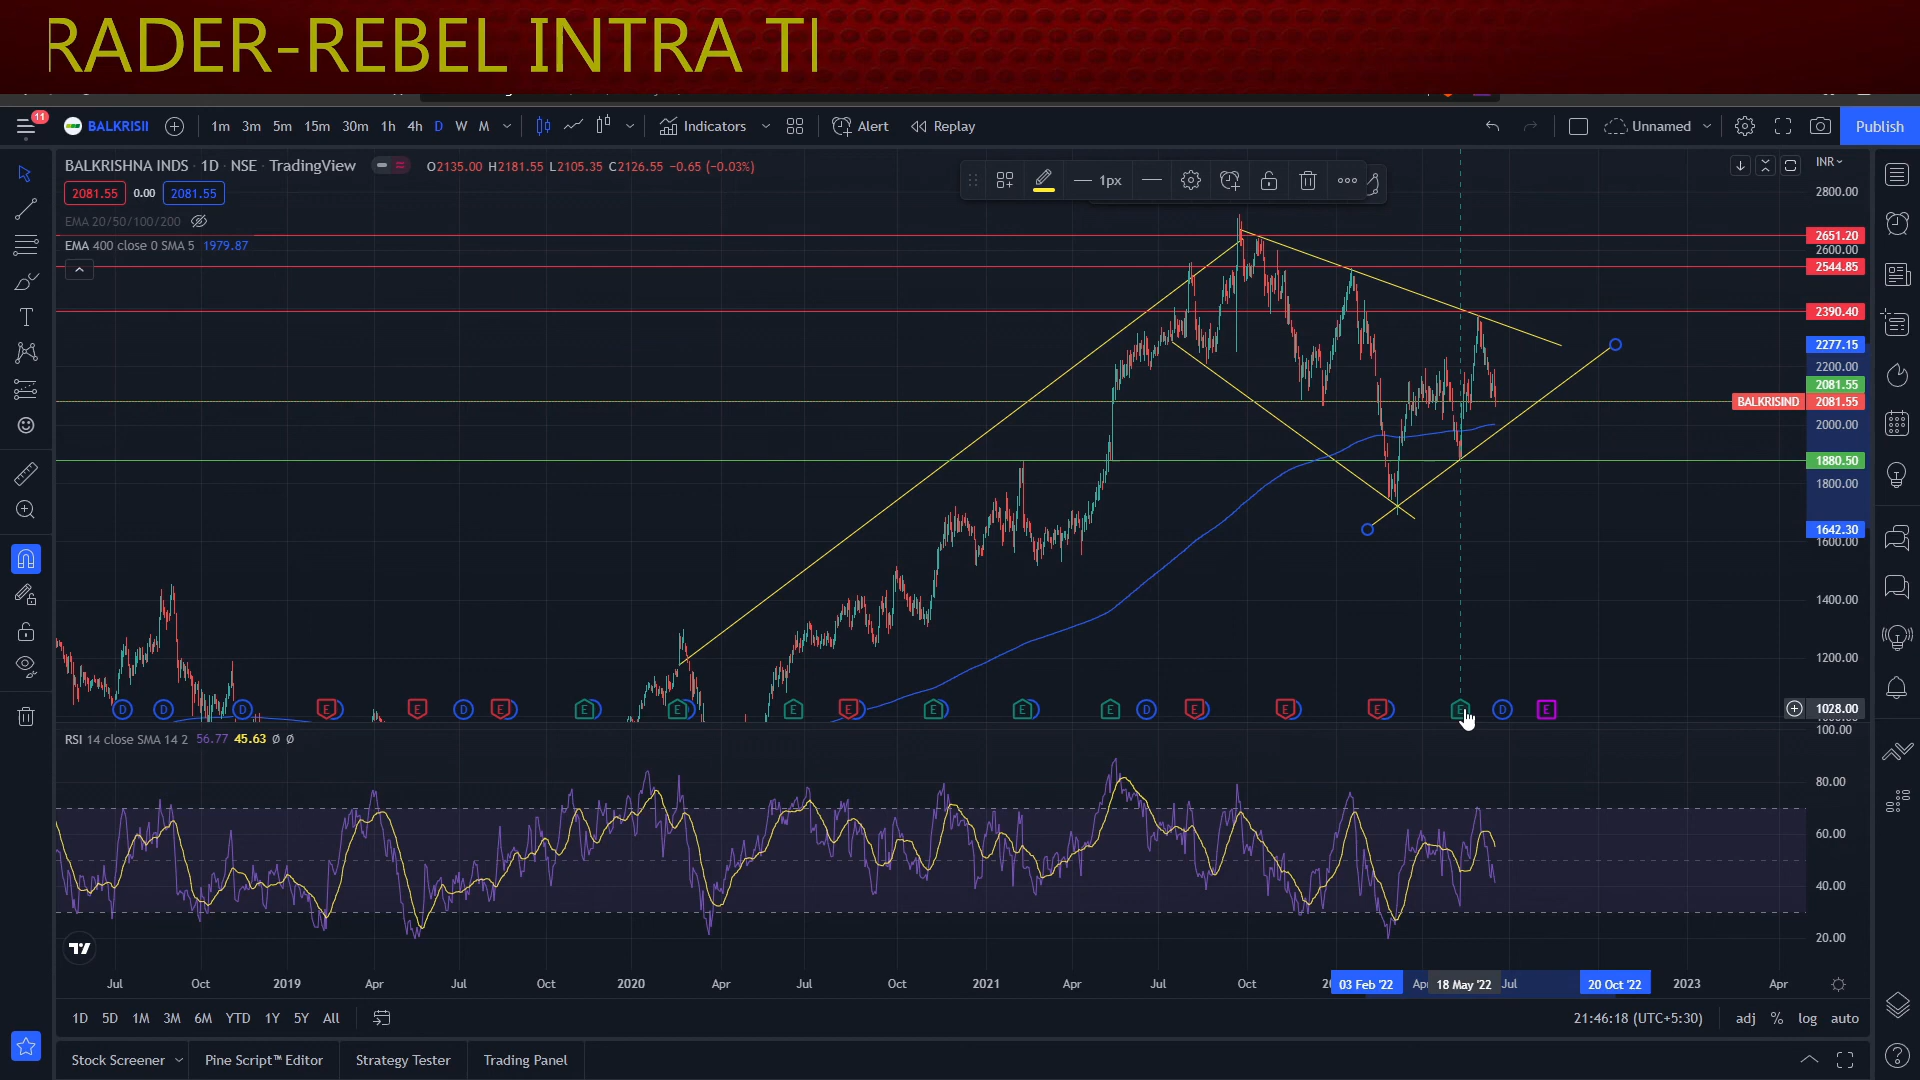 RADER-REBEL INTRA TI
11
BALKRISII
1m 3m 5m 15m 30m 1h 4h D W M
Indicators
Alert
Replay
Unnamed
Publish
BALKRISHNA INDS · 1D · NSE · TradingView
O2135.00 H2181.55 L2105.35 C2126.55 −0.65 (−0.03%)
1px
INR
2081.55 0.00 2081.55
EMA 20/50/100/200
EMA 400 close 0 SMA 5 1979.87
2800.00
2651.20
2600.00
2544.85
2390.40
2277.15
2200.00
2081.55
BALKRISIND 2081.55
2000.00
1880.50
1800.00
1642.30
1600.00
1400.00
1200.00
1028.00
D D D E E D E E E E E E E E D E E E E D E
RSI 14 close SMA 14 2 56.77 45.63 ø ø
100.00
80.00
60.00
40.00
20.00
Jul Oct 2019 Apr Jul Oct 2020 Apr Jul Oct 2021 Apr Jul Oct 03 Feb '22 18 May '22 Jul 20 Oct '22 2023 Apr
1D 5D 1M 3M 6M YTD 1Y 5Y All
21:46:18 (UTC+5:30)
adj % log auto
Stock Screener Pine Script™ Editor Strategy Tester Trading Panel